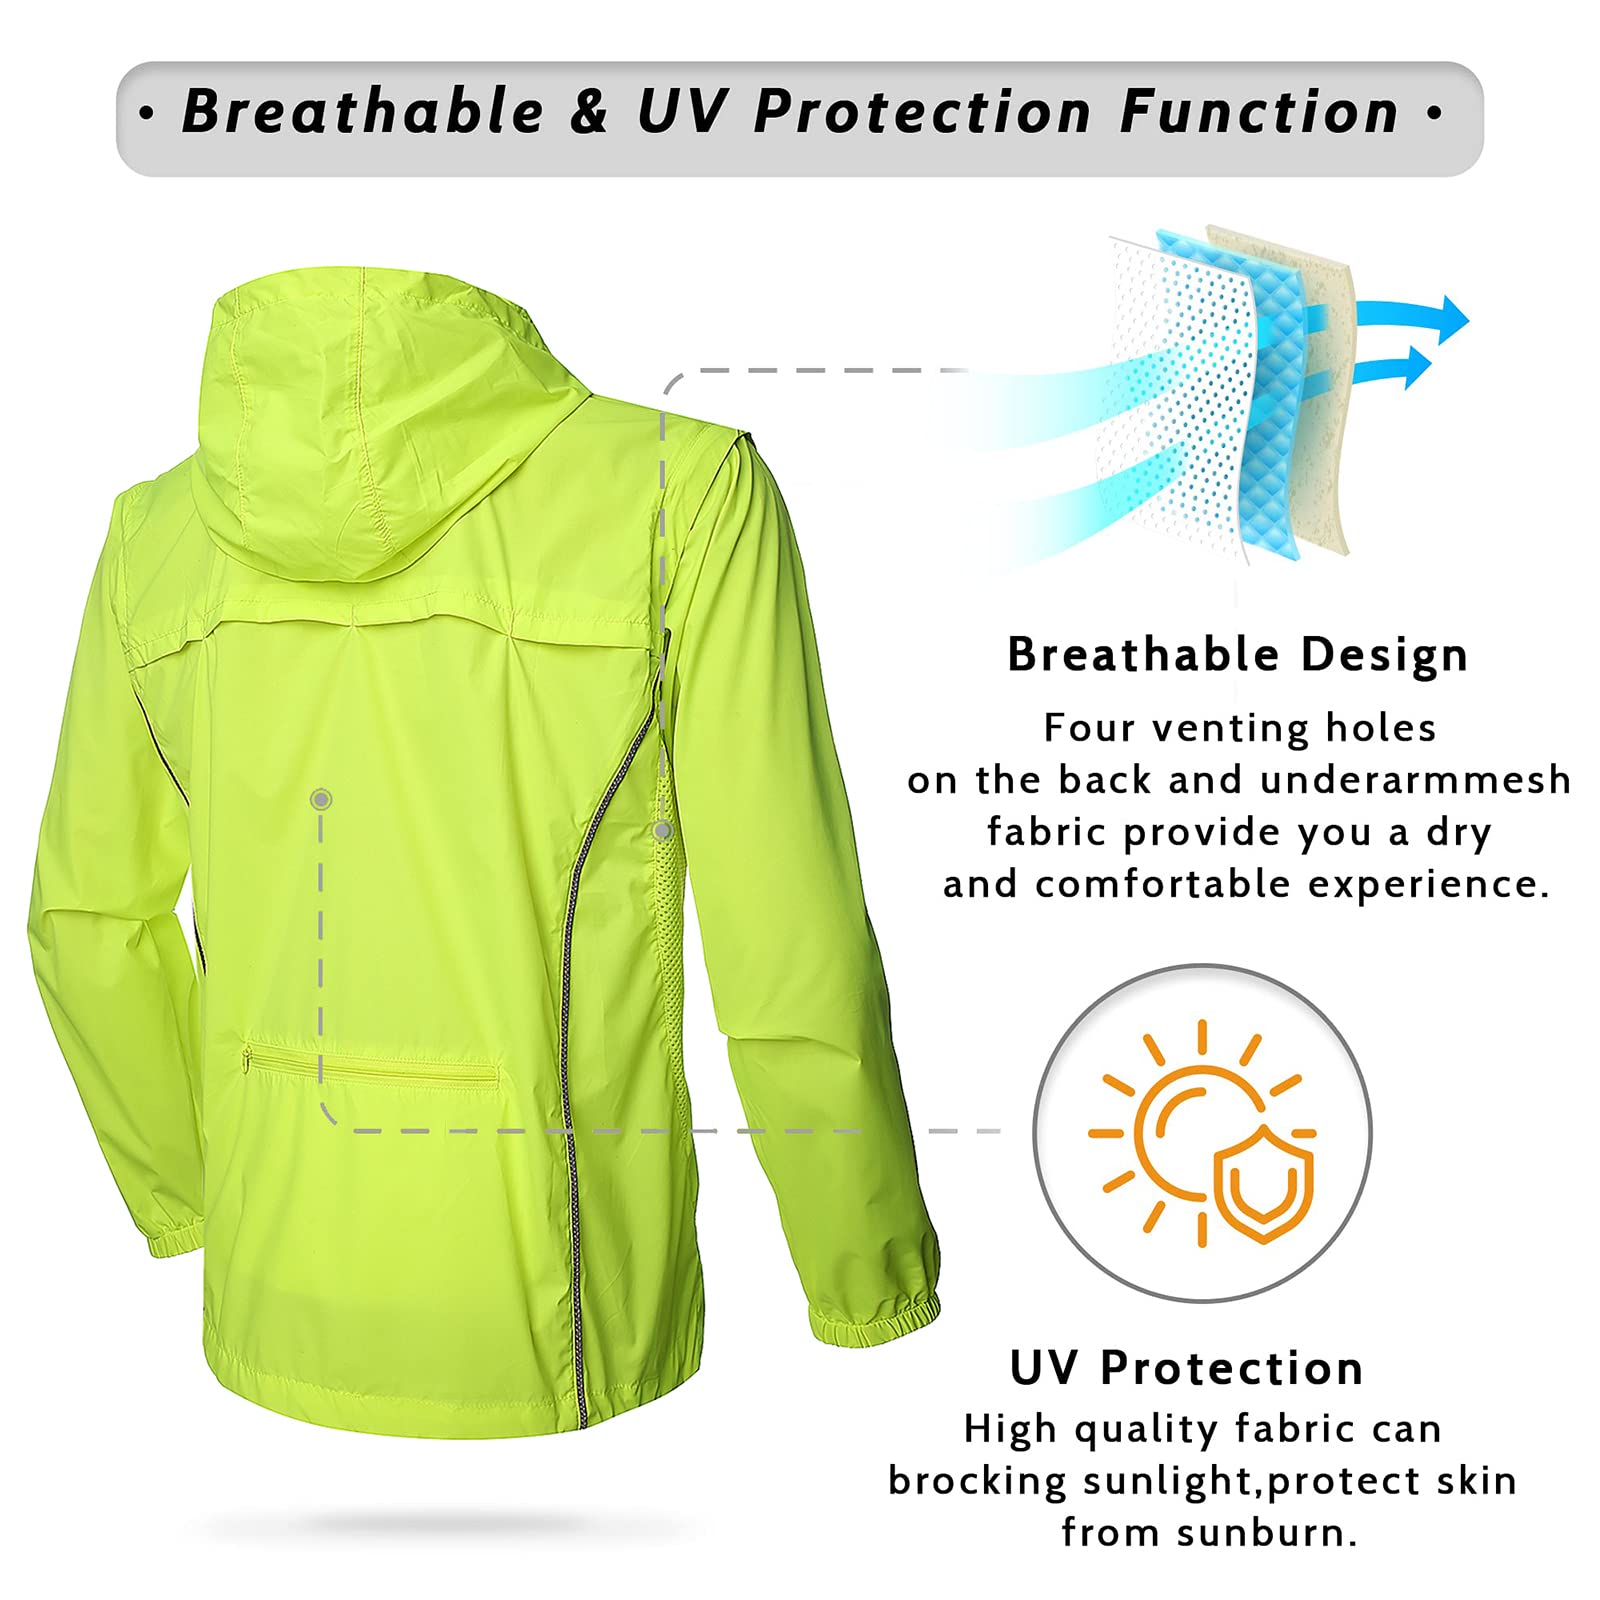 • Breathable & UV Protection Function •
Breathable Design
Four venting holes
on the back and underarmmesh
fabric provide you a dry
and comfortable experience.
UV Protection
High quality fabric can
brocking sunlight,protect skin
from sunburn.